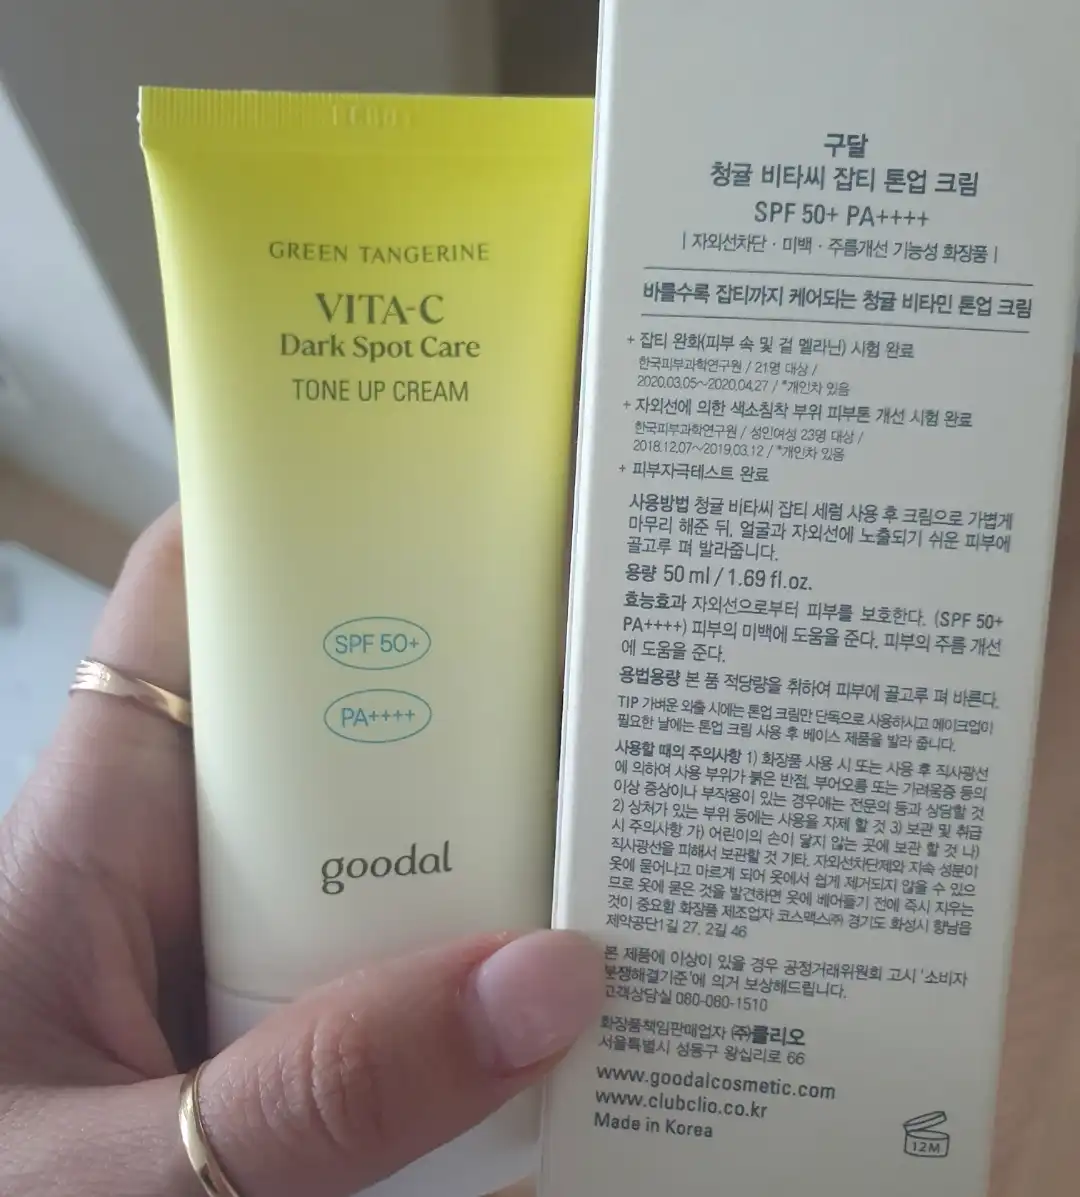 GREEN TANGERINE
VITA-C
Dark Spot Care
TONE UP CREAM
SPF 50+
PA++++
goodal
구달
청귤 비타씨 잡티 톤업 크림
SPF 50+ PA++++
| 자외선차단 · 미백 · 주름개선 기능성 화장품 |
바를수록 잡티까지 케어되는 청귤 비타민 톤업 크림
+ 잡티 완화(피부 속 및 겉 멜라닌) 시험 완료
한국피부과학연구원 / 21명 대상 /
2020.03.05~2020.04.27 / *개인차 있음
+ 자외선에 의한 색소침착 부위 피부톤 개선 시험 완료
한국피부과학연구원 / 성인여성 23명 대상 /
2018.12.07~2019.03.12 / *개인차 있음
+ 피부자극테스트 완료
사용방법 청귤 비타씨 잡티 세럼 사용 후 크림으로 가볍게
마무리 해준 뒤, 얼굴과 자외선에 노출되기 쉬운 피부에
골고루 펴 발라줍니다.
용량 50 ml / 1.69 fl.oz.
효능효과 자외선으로부터 피부를 보호한다. (SPF 50+
PA++++) 피부의 미백에 도움을 준다. 피부의 주름 개선
에 도움을 준다.
용법용량 본 품 적당량을 취하여 피부에 골고루 펴 바른다.
TIP 가벼운 외출 시에는 톤업 크림만 단독으로 사용하시고 메이크업이
필요한 날에는 톤업 크림 사용 후 베이스 제품을 발라 줍니다.
사용할 때의 주의사항 1) 화장품 사용 시 또는 사용 후 직사광선
에 의하여 사용 부위가 붉은 반점, 부어오름 또는 가려움증 등의
이상 증상이나 부작용이 있는 경우에는 전문의 등과 상담할 것
2) 상처가 있는 부위 등에는 사용을 자제 할 것 3) 보관 및 취급
시 주의사항 가) 어린이의 손이 닿지 않는 곳에 보관 할 것 나)
직사광선을 피해서 보관할 것 기타. 자외선차단제와 지속 성분이
옷에 묻어나고 마르게 되어 옷에서 쉽게 제거되지 않을 수 있으
므로 옷에 묻은 것을 발견하면 옷에 베어들기 전에 즉시 지우는
것이 중요함 화장품 제조업자 코스맥스㈜ 경기도 화성시 향남읍
제약공단1길 27, 2길 46
본 제품에 이상이 있을 경우 공정거래위원회 고시 '소비자
분쟁해결기준'에 의거 보상해드립니다.
고객상담실 080-080-1510
화장품책임판매업자 ㈜클리오
서울특별시 성동구 왕십리로 66
www.goodalcosmetic.com
www.clubclio.co.kr
Made in Korea
12M